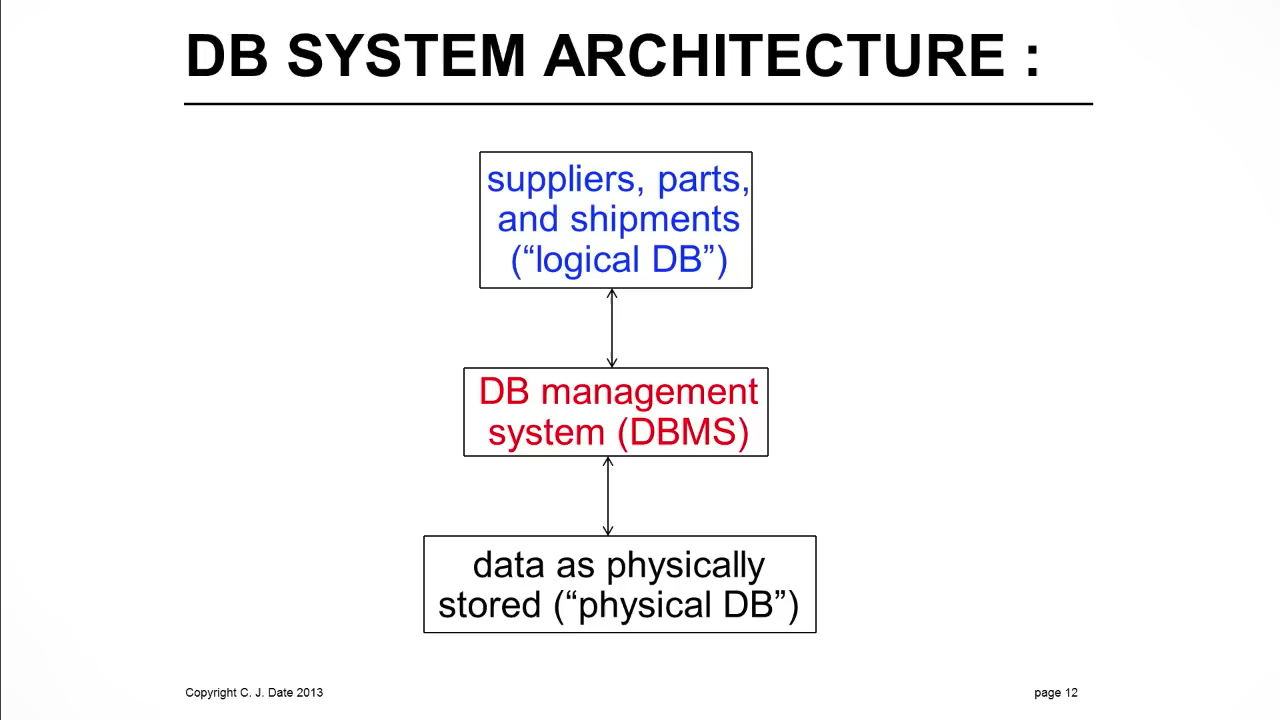 DB SYSTEM ARCHITECTURE :
suppliers, parts,
and shipments
(“logical DB”)
DB management
system (DBMS)
data as physically
stored (“physical DB”)
Copyright C. J. Date 2013
page 12